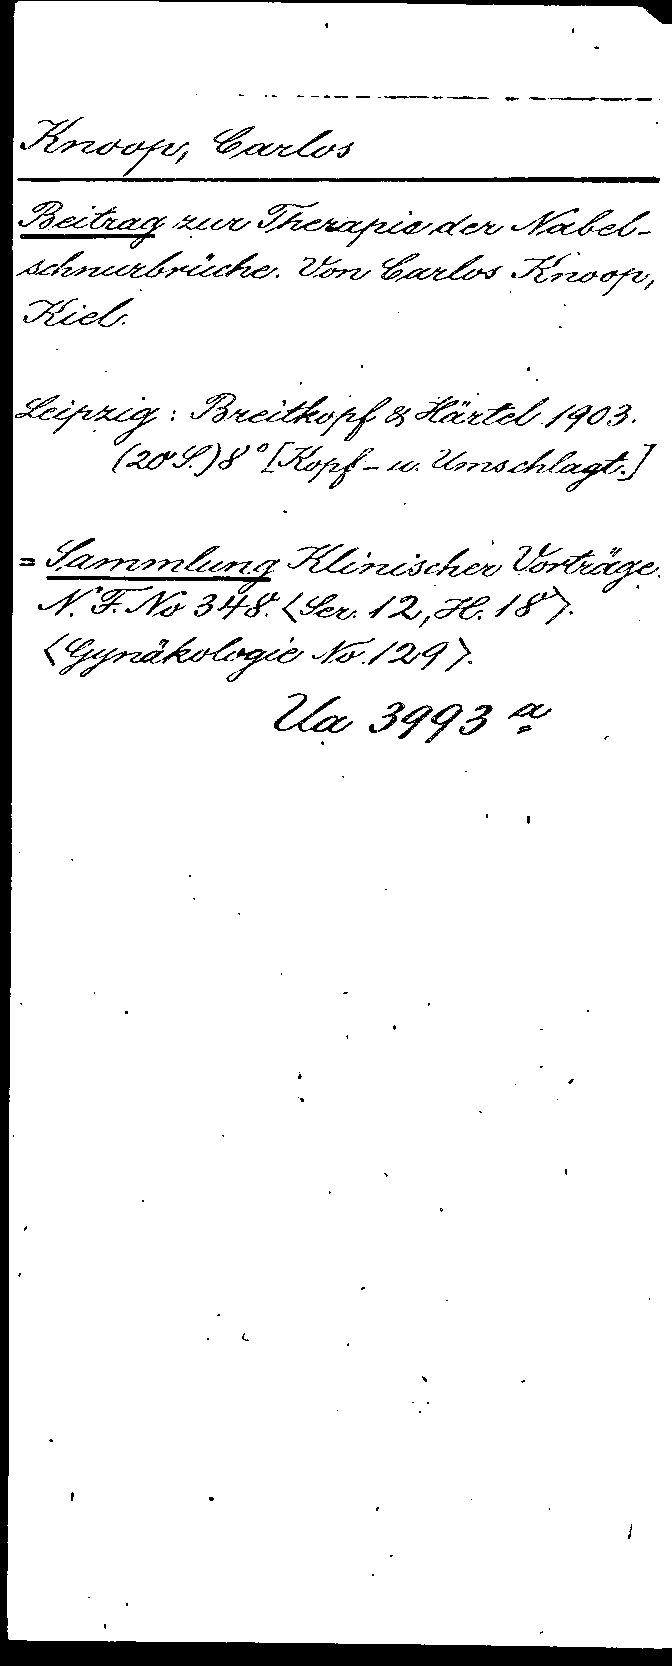 Knoop, Carlos
Beitrag zur Therapie der Nabel-
schnurbrüche. Von Carlos Knoop,
Kiel.
Leipzig: Breitkopf & Härtel 1903.
(20 S.) 8° [Kopf- u. Umschlagt.]
= Sammlung Klinischer Vorträge.
N. F. No 348. <Ser. 12, H. 18>.
<Gynäkologie No. 129>.
Ua 3993 a